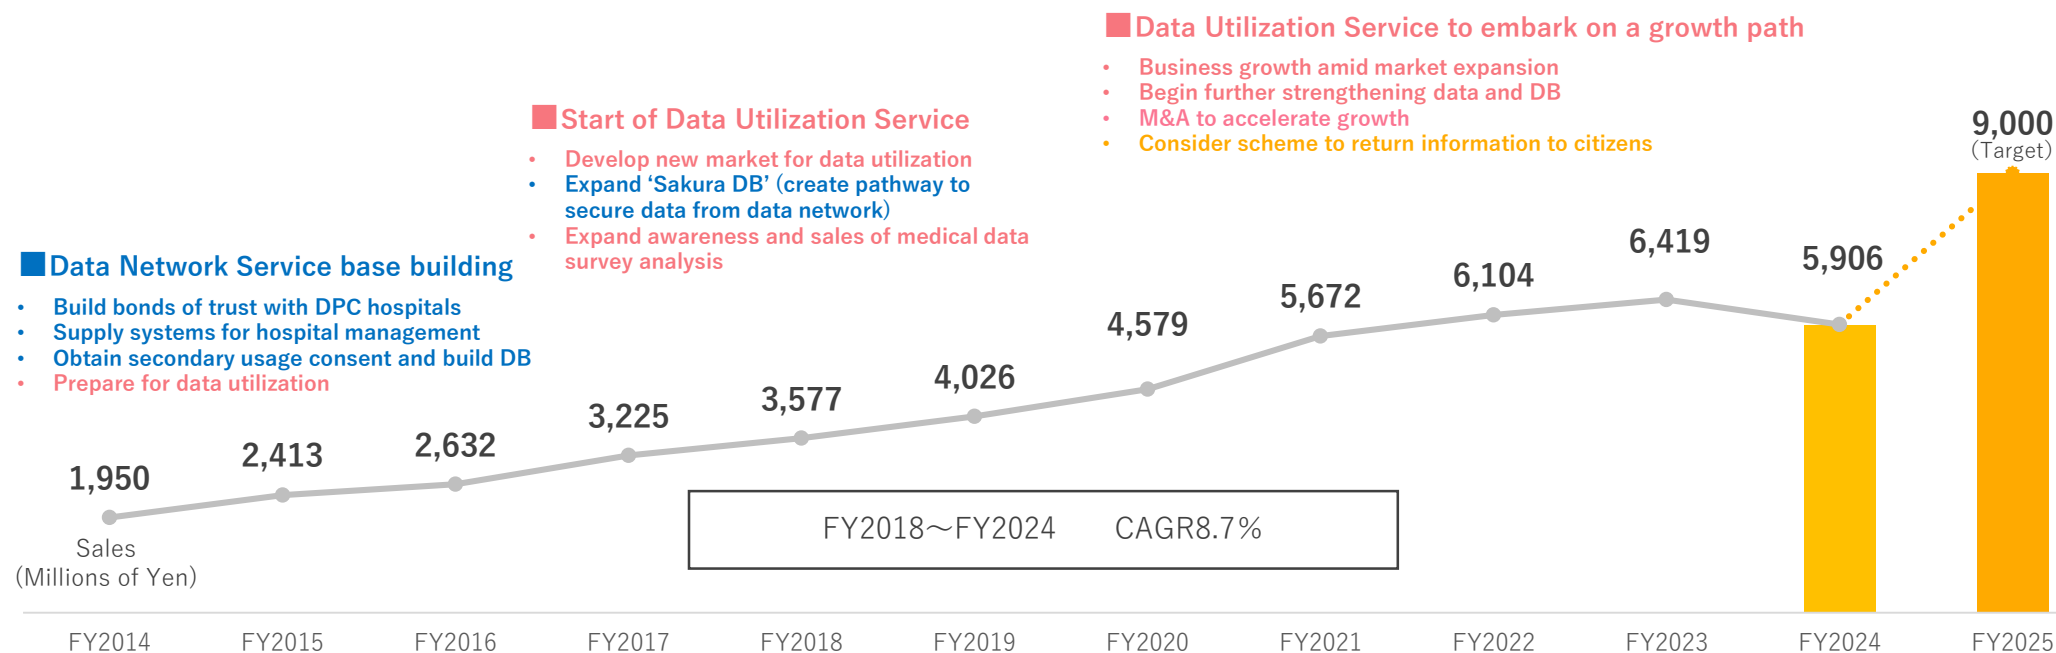 ■Data Utilization Service to embark on a growth path
• Business growth amid market expansion
• Begin further strengthening data and DB
• M&A to accelerate growth
• Consider scheme to return information to citizens
■Start of Data Utilization Service
• Develop new market for data utilization
• Expand ‘Sakura DB’ (create pathway to
secure data from data network)
• Expand awareness and sales of medical data
survey analysis
■Data Network Service base building
• Build bonds of trust with DPC hospitals
• Supply systems for hospital management
• Obtain secondary usage consent and build DB
• Prepare for data utilization
1,950
2,413
2,632
3,225
3,577
4,026
4,579
5,672
6,104
6,419
5,906
9,000
(Target)
Sales
(Millions of Yen)
FY2018～FY2024 CAGR8.7%
FY2014 FY2015 FY2016 FY2017 FY2018 FY2019 FY2020 FY2021 FY2022 FY2023 FY2024 FY2025